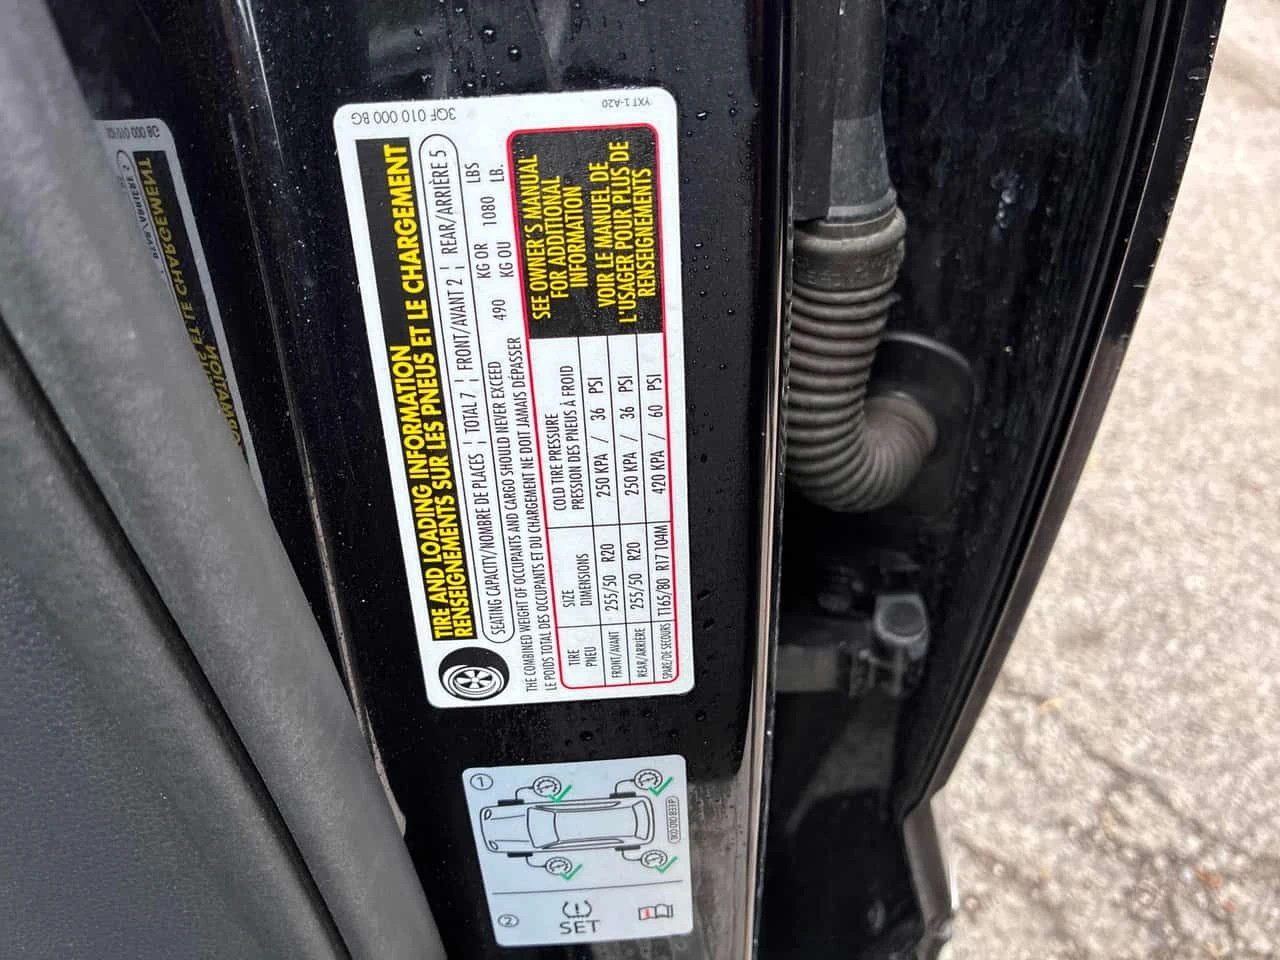 3QF 010 000 BG
YXT 1-A20
TIRE AND LOADING INFORMATION
RENSEIGNEMENTS SUR LES PNEUS ET LE CHARGEMENT
SEATING CAPACITY/NOMBRE DE PLACES ¦ TOTAL 7 ¦ FRONT/AVANT 2 ¦ REAR/ARRIÈRE 5
THE COMBINED WEIGHT OF OCCUPANTS AND CARGO SHOULD NEVER EXCEED 490 KG OR 1080 LBS
LE POIDS TOTAL DES OCCUPANTS ET DU CHARGEMENT NE DOIT JAMAIS DÉPASSER KG OU LB.
TIRE SIZE COLD TIRE PRESSURE
PNEU DIMENSIONS PRESSION DES PNEUS À FROID
FRONT/AVANT 255/50 R20 250 KPA / 36 PSI
REAR/ARRIÈRE 255/50 R20 250 KPA / 36 PSI
SPARE/DE SECOURS T165/80 R17 104M 420 KPA / 60 PSI
SEE OWNER'S MANUAL
FOR ADDITIONAL
INFORMATION
VOIR LE MANUEL DE
L'USAGER POUR PLUS DE
RENSEIGNEMENTS
1
2
SET